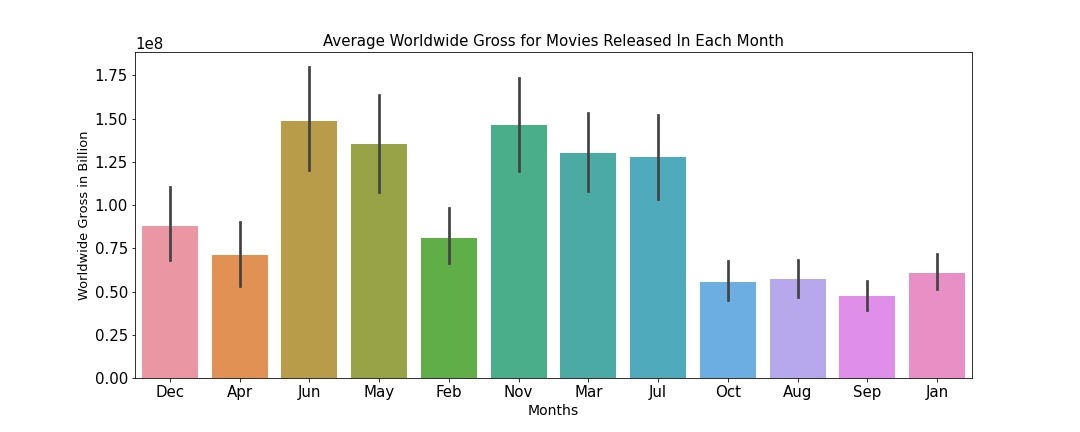 Average Worldwide Gross for Movies Released In Each Month
1e8
1.75
1.50
1.25
1.00
0.75
0.50
0.25
0.00
Worldwide Gross in Billion
Dec Apr Jun May Feb Nov Mar Jul Oct Aug Sep Jan
Months